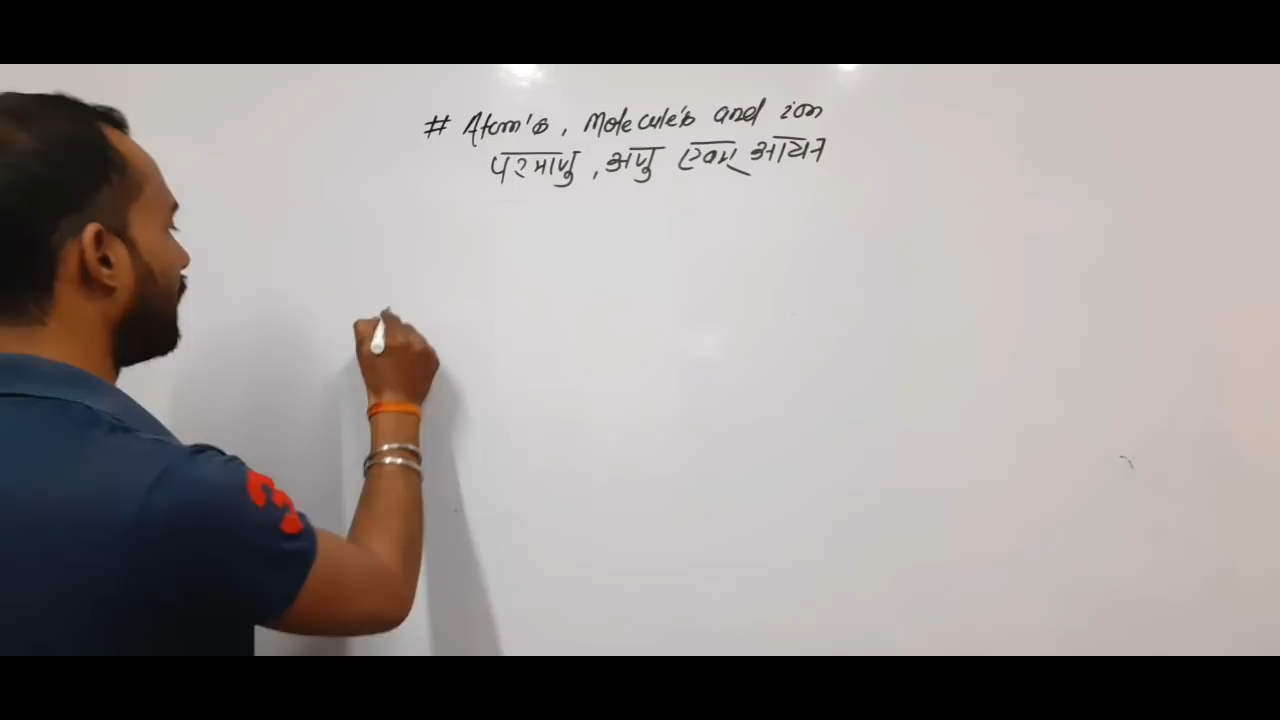 # Atom's, Molecule's and ion
परमाणु, अणु एवम् आयन